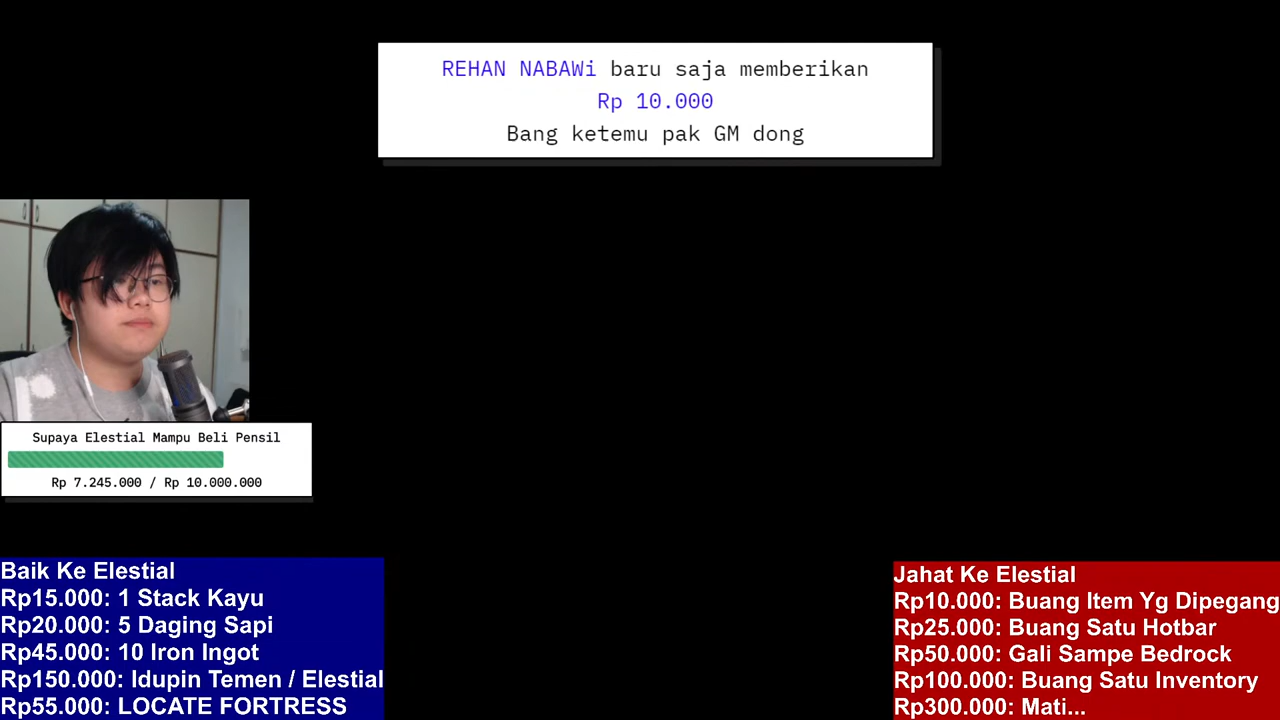 REHAN NABAWi baru saja memberikan
Rp 10.000
Bang ketemu pak GM dong
Supaya Elestial Mampu Beli Pensil
Rp 7.245.000 / Rp 10.000.000
Baik Ke Elestial
Rp15.000: 1 Stack Kayu
Rp20.000: 5 Daging Sapi
Rp45.000: 10 Iron Ingot
Rp150.000: Idupin Temen / Elestial
Rp55.000: LOCATE FORTRESS
Jahat Ke Elestial
Rp10.000: Buang Item Yg Dipegang
Rp25.000: Buang Satu Hotbar
Rp50.000: Gali Sampe Bedrock
Rp100.000: Buang Satu Inventory
Rp300.000: Mati...